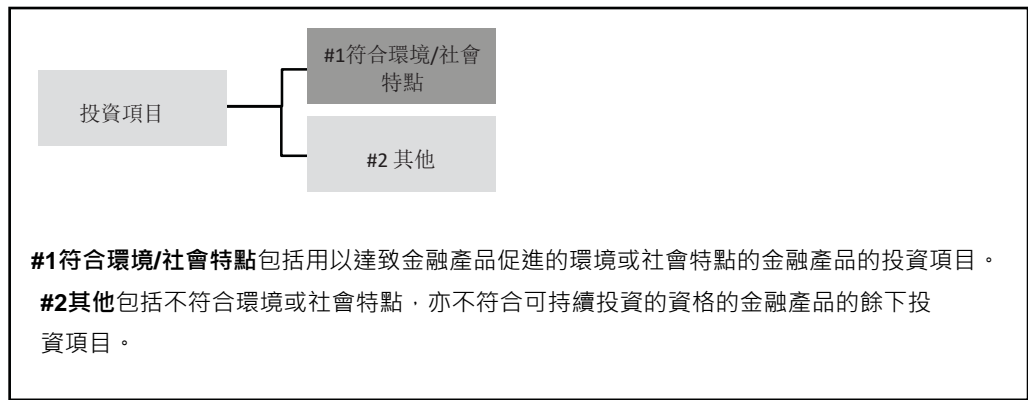 #1符合環境/社會
特點
投資項目
#2 其他
#1符合環境/社會特點包括用以達致金融產品促進的環境或社會特點的金融產品的投資項目。
#2其他包括不符合環境或社會特點，亦不符合可持續投資的資格的金融產品的餘下投
資項目。